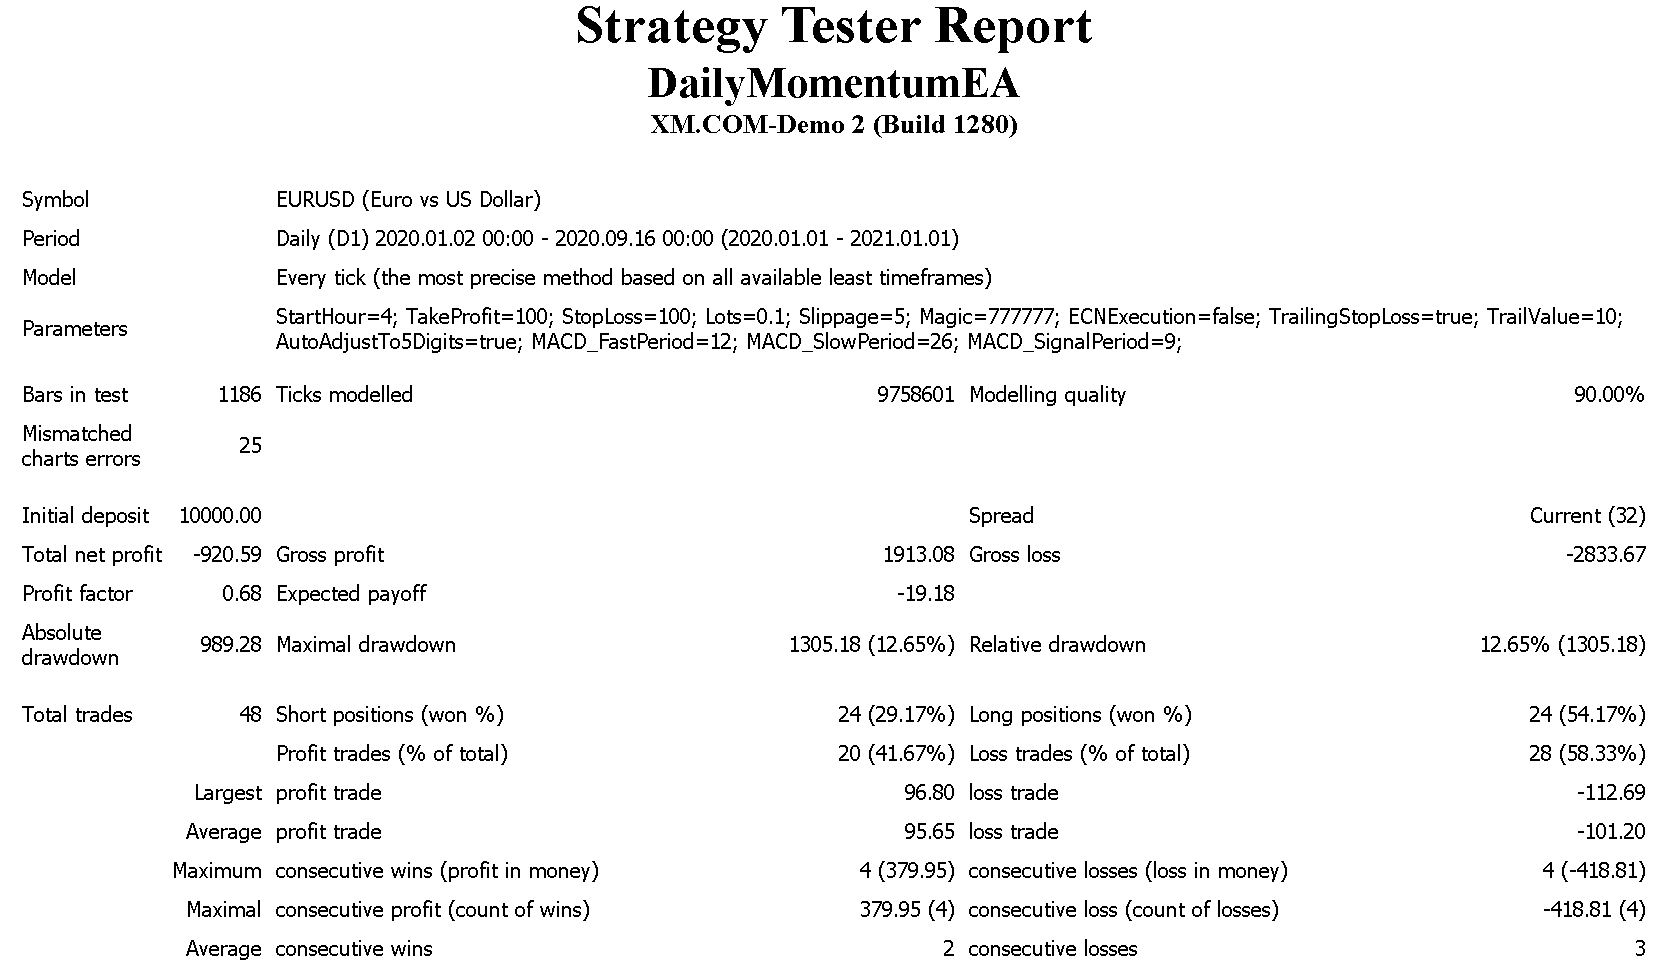 Strategy Tester Report
DailyMomentumEA
XM.COM-Demo 2 (Build 1280)
Symbol EURUSD (Euro vs US Dollar)
Period Daily (D1) 2020.01.02 00:00 - 2020.09.16 00:00 (2020.01.01 - 2021.01.01)
Model Every tick (the most precise method based on all available least timeframes)
Parameters StartHour=4; TakeProfit=100; StopLoss=100; Lots=0.1; Slippage=5; Magic=777777; ECNExecution=false; TrailingStopLoss=true; TrailValue=10;
AutoAdjustTo5Digits=true; MACD_FastPeriod=12; MACD_SlowPeriod=26; MACD_SignalPeriod=9;
Bars in test 1186 Ticks modelled 9758601 Modelling quality 90.00%
Mismatched
charts errors 25
Initial deposit 10000.00 Spread Current (32)
Total net profit -920.59 Gross profit 1913.08 Gross loss -2833.67
Profit factor 0.68 Expected payoff -19.18
Absolute
drawdown 989.28 Maximal drawdown 1305.18 (12.65%) Relative drawdown 12.65% (1305.18)
Total trades 48 Short positions (won %) 24 (29.17%) Long positions (won %) 24 (54.17%)
Profit trades (% of total) 20 (41.67%) Loss trades (% of total) 28 (58.33%)
Largest profit trade 96.80 loss trade -112.69
Average profit trade 95.65 loss trade -101.20
Maximum consecutive wins (profit in money) 4 (379.95) consecutive losses (loss in money) 4 (-418.81)
Maximal consecutive profit (count of wins) 379.95 (4) consecutive loss (count of losses) -418.81 (4)
Average consecutive wins 2 consecutive losses 3